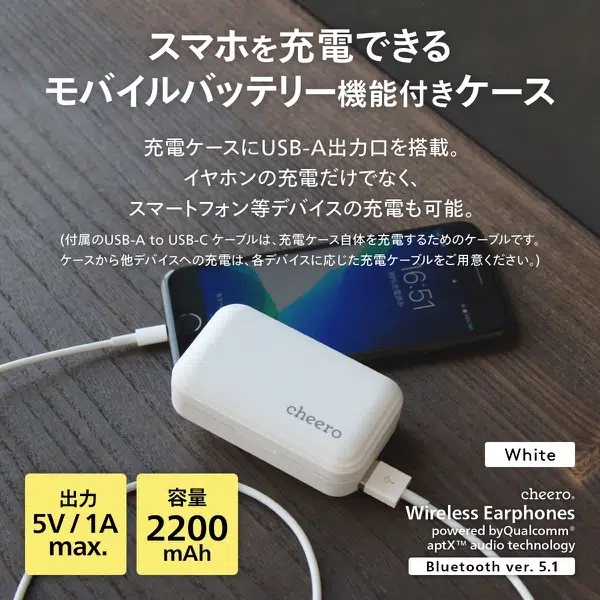 スマホを充電できる
モバイルバッテリー機能付きケース
充電ケースにUSB-A出力口を搭載。
イヤホンの充電だけでなく、
スマートフォン等デバイスの充電も可能。
(付属のUSB-A to USB-C ケーブルは、充電ケース自体を充電するためのケーブルです。
ケースから他デバイスへの充電は、各デバイスに応じた充電ケーブルをご用意ください。)
16:51
cheero
White
出力
5V / 1A
max.
容量
2200
mAh
cheero®
Wireless Earphones
powered byQualcomm®
aptX™ audio technology
Bluetooth ver. 5.1